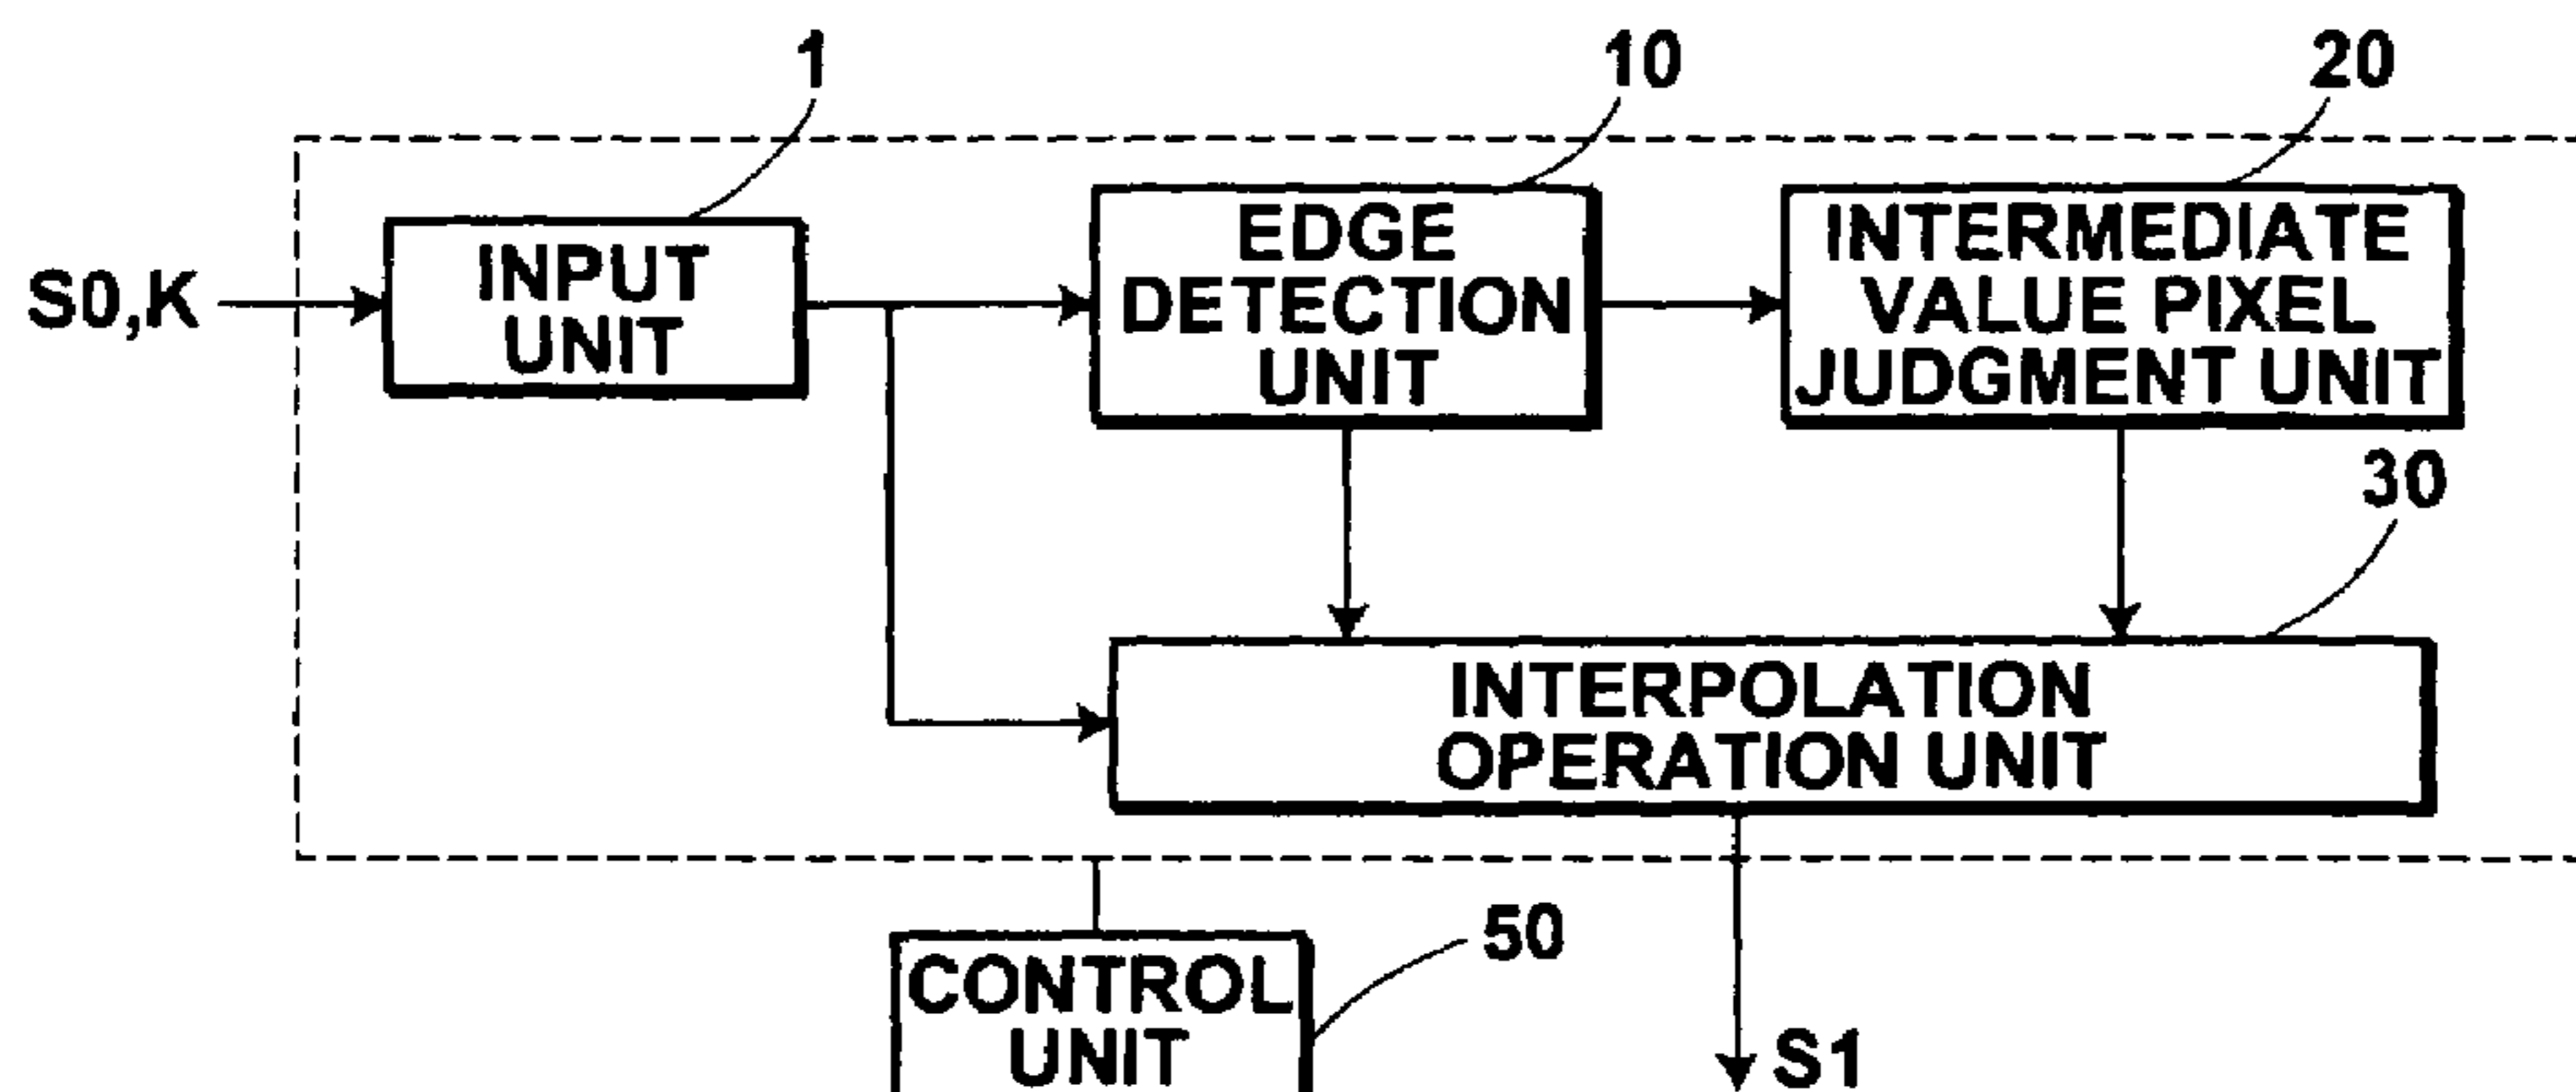 1
10
20
S0,K
INPUT
UNIT
EDGE
DETECTION
UNIT
INTERMEDIATE
VALUE PIXEL
JUDGMENT UNIT
30
INTERPOLATION
OPERATION UNIT
CONTROL
UNIT
50
S1